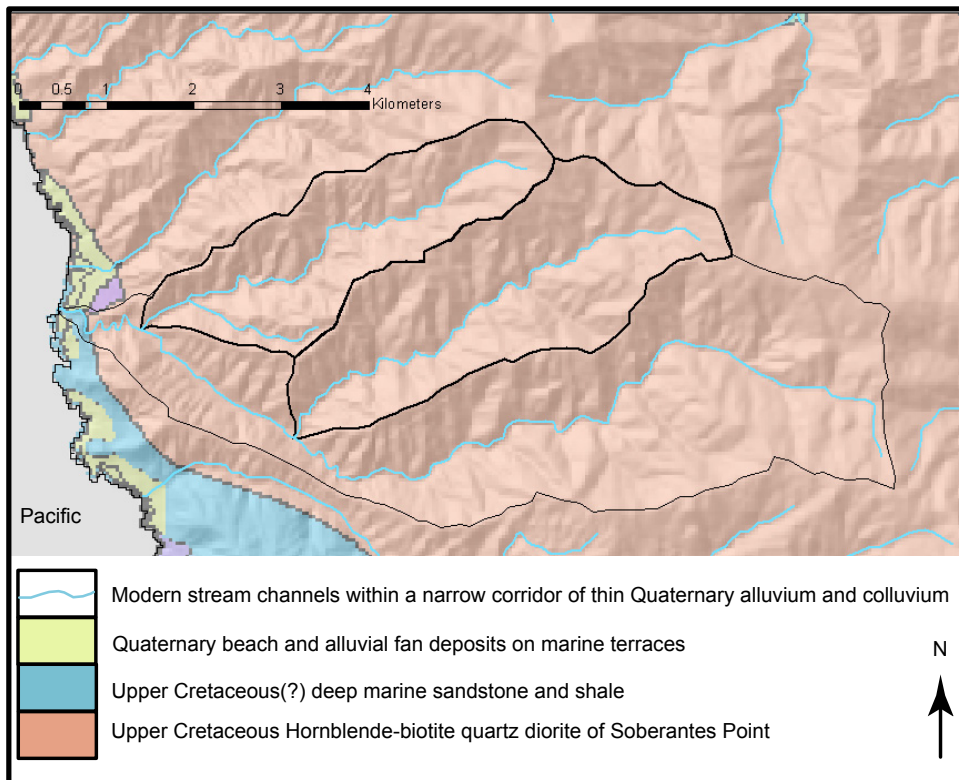 0 0.5 1 2 3 4
Kilometers
Pacific
Modern stream channels within a narrow corridor of thin Quaternary alluvium and colluvium
Quaternary beach and alluvial fan deposits on marine terraces
Upper Cretaceous(?) deep marine sandstone and shale
Upper Cretaceous Hornblende-biotite quartz diorite of Soberantes Point
N